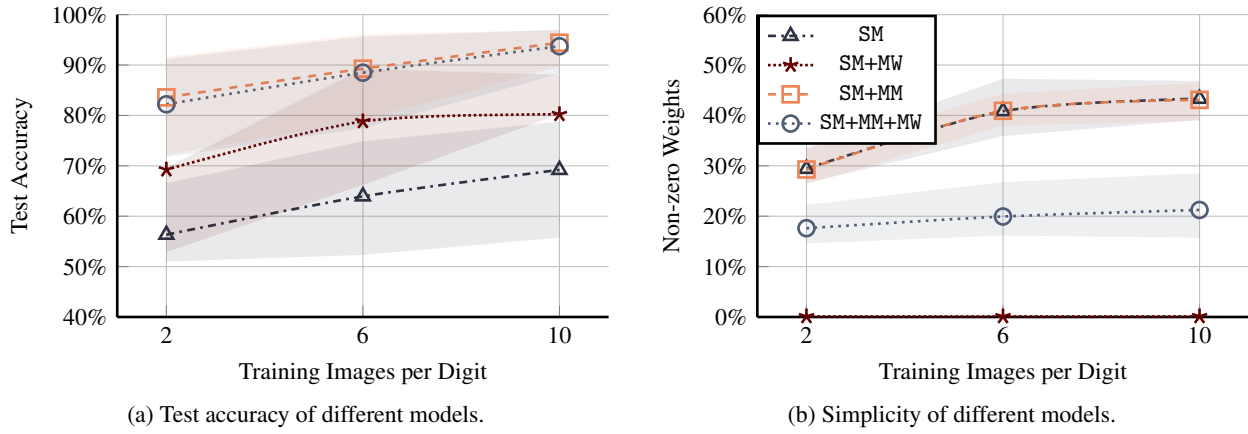 100%
90%
80%
70%
60%
50%
40%
2
6
10
Test Accuracy
Training Images per Digit
(a) Test accuracy of different models.
60%
50%
40%
30%
20%
10%
0%
2
6
10
Non-zero Weights
SM
SM+MW
SM+MM
SM+MM+MW
Training Images per Digit
(b) Simplicity of different models.